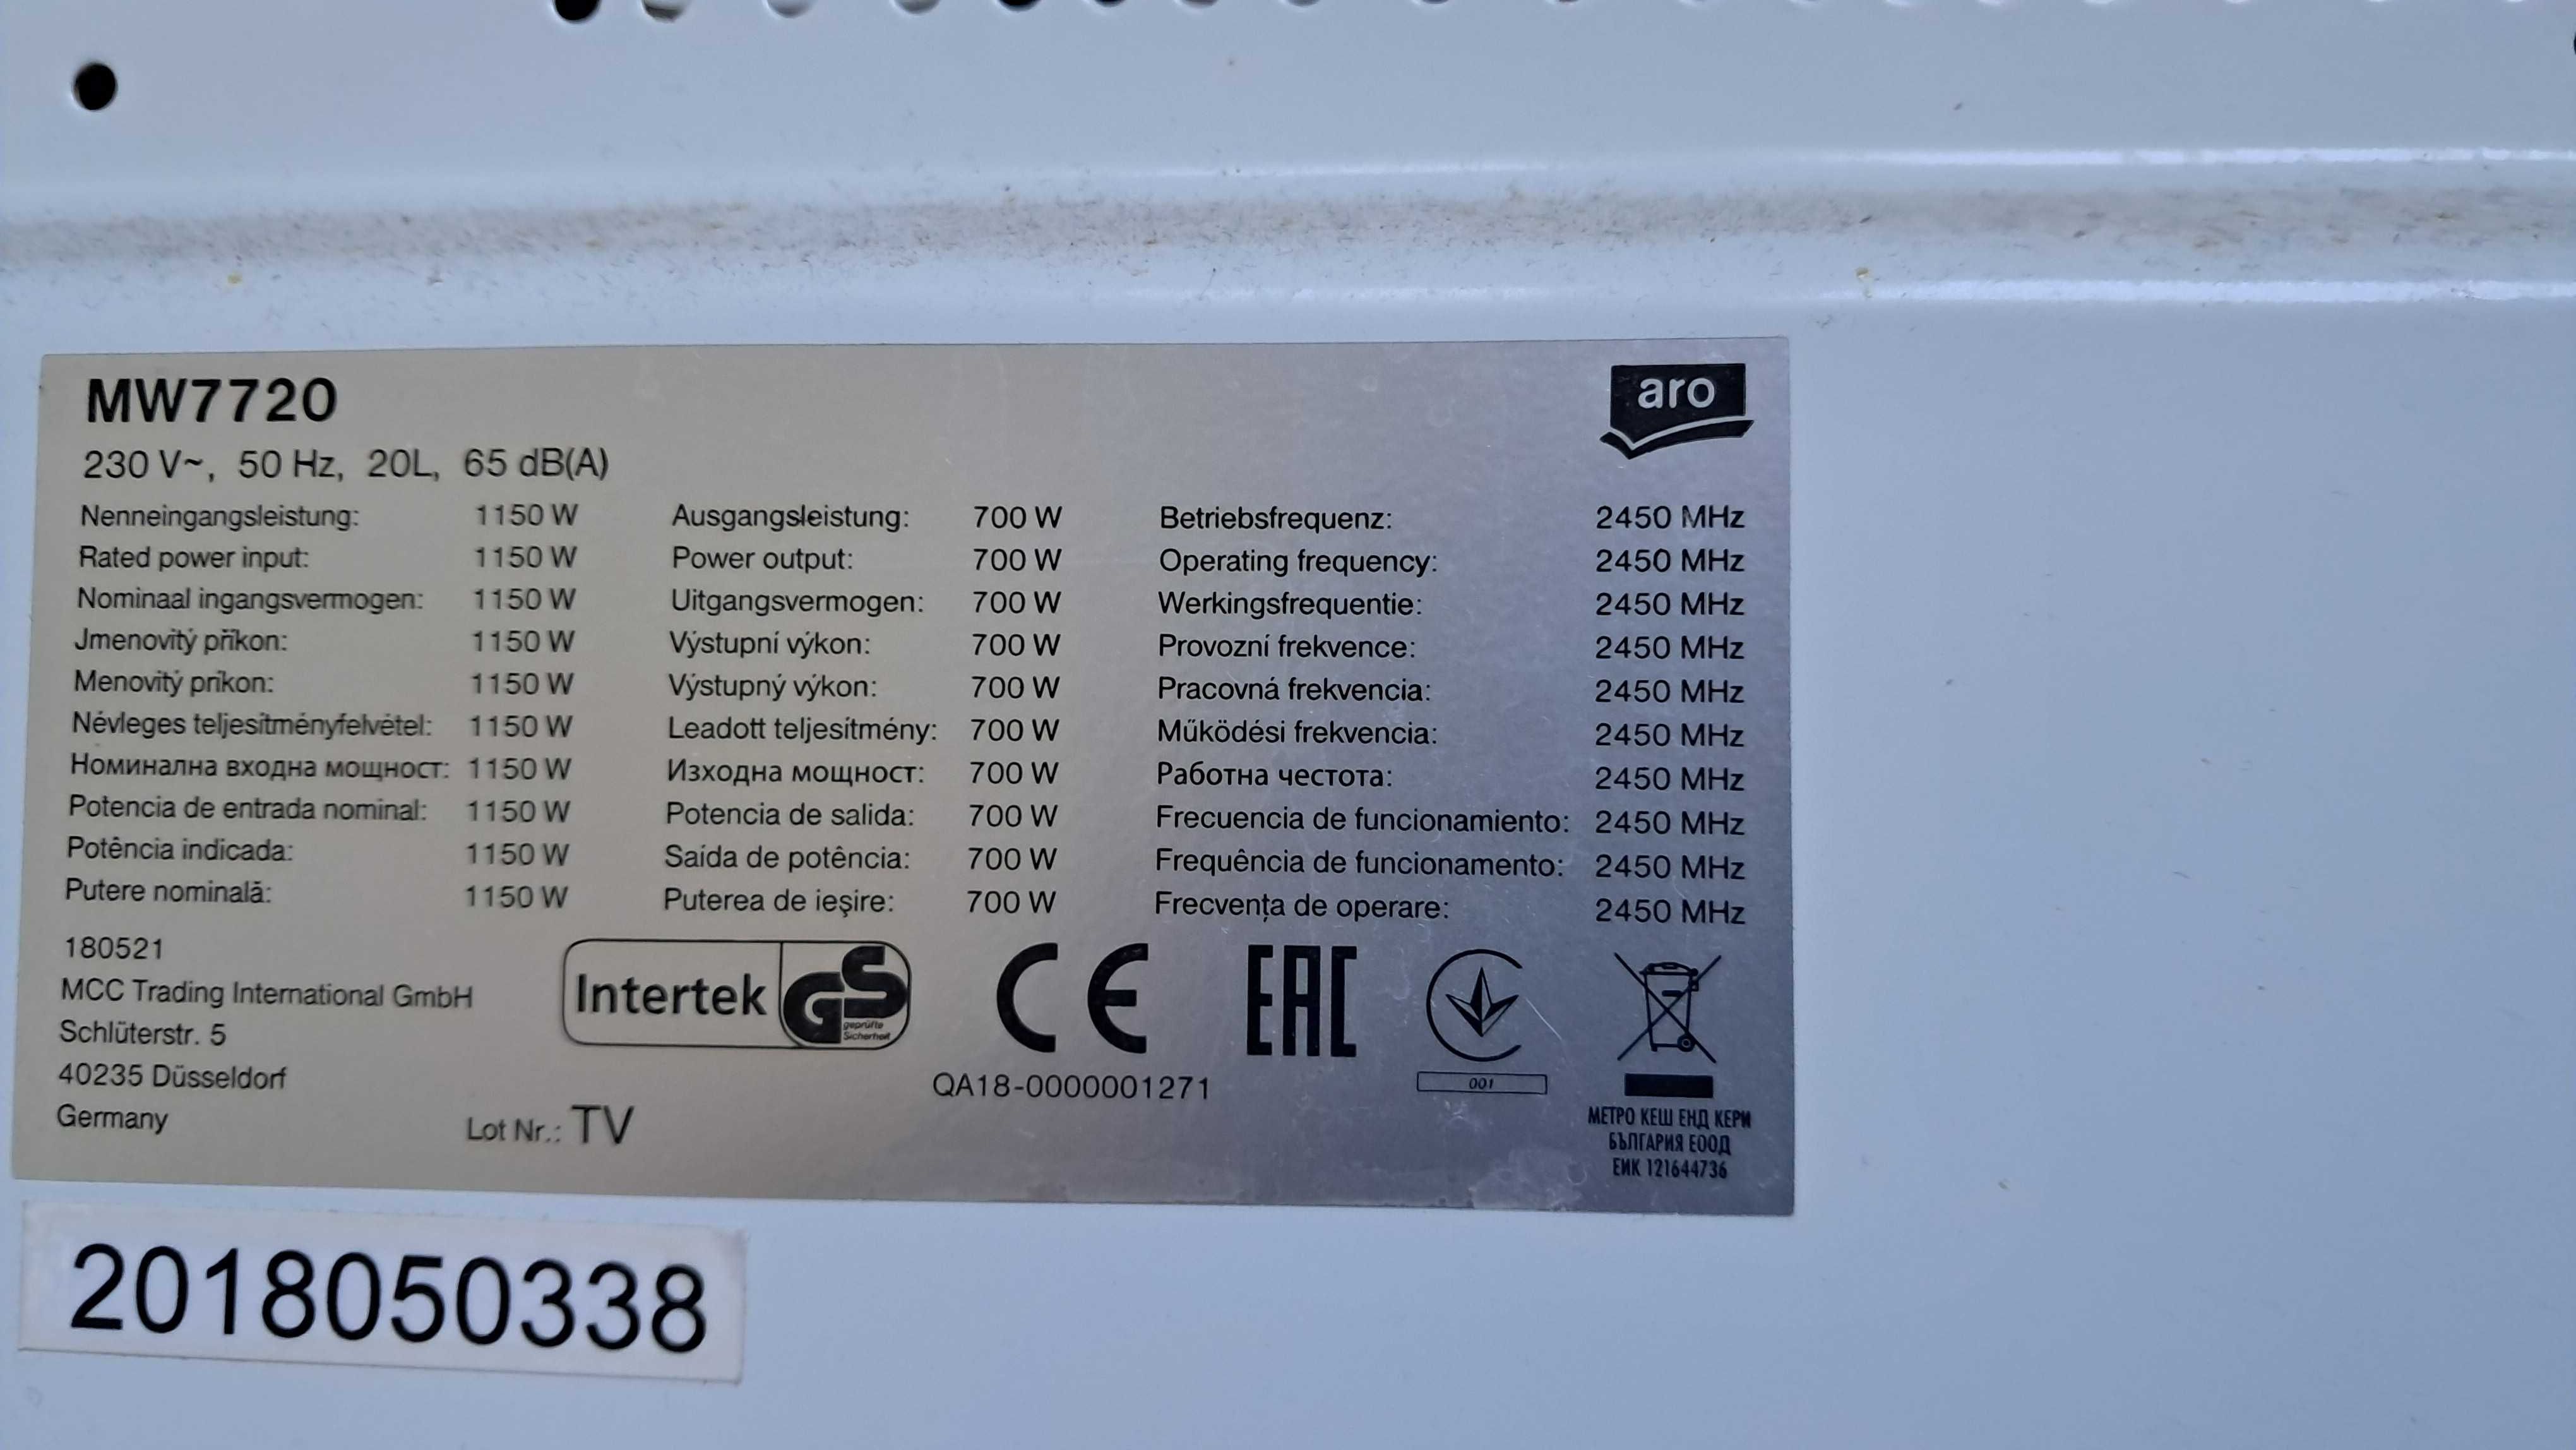 MW7720
aro
230 V~, 50 Hz, 20L, 65 dB(A)
Nenneingangsleistung: 1150 W Ausgangsleistung: 700 W Betriebsfrequenz: 2450 MHz
Rated power input: 1150 W Power output: 700 W Operating frequency: 2450 MHz
Nominaal ingangsvermogen: 1150 W Uitgangsvermogen: 700 W Werkingsfrequentie: 2450 MHz
Jmenovitý příkon: 1150 W Výstupní výkon: 700 W Provozní frekvence: 2450 MHz
Menovitý príkon: 1150 W Výstupný výkon: 700 W Pracovná frekvencia: 2450 MHz
Névleges teljesítményfelvétel: 1150 W Leadott teljesítmény: 700 W Működési frekvencia: 2450 MHz
Номинална входна мощност: 1150 W Изходна мощност: 700 W Работна честота: 2450 MHz
Potencia de entrada nominal: 1150 W Potencia de salida: 700 W Frecuencia de funcionamiento: 2450 MHz
Potência indicada: 1150 W Saída de potência: 700 W Frequência de funcionamento: 2450 MHz
Putere nominală: 1150 W Puterea de ieşire: 700 W Frecvenţa de operare: 2450 MHz
180521
MCC Trading International GmbH
Schlüterstr. 5
40235 Düsseldorf
Germany
Lot Nr.: TV
Intertek GS
geprüfte
Sicherheit
CE
EAC
QA18-0000001271
001
МЕТРО КЕШ ЕНД КЕРИ
БЪЛГАРИЯ ЕООД
ЕИК 121644736
2018050338